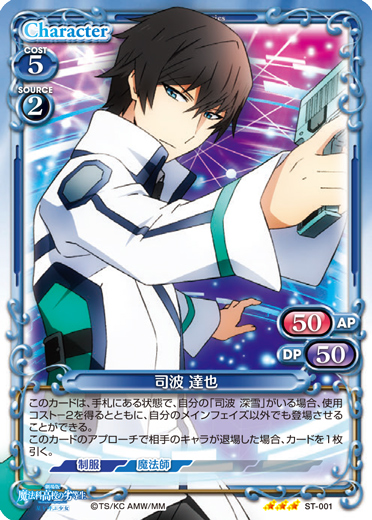 Character
COST
5
SOURCE
2
50 AP
DP 50
司波 達也
このカードは、手札にある状態で、自分の「司波 深雪」がいる場合、使用
コスト－2を得るとともに、自分のメインフェイズ以外でも登場させる
ことができる。
このカードのアプローチで相手のキャラが退場した場合、カードを1枚
引く。
制服 魔法師
劇場版
魔法科高校の劣等生
©TS/KC AMW/MM ST-001